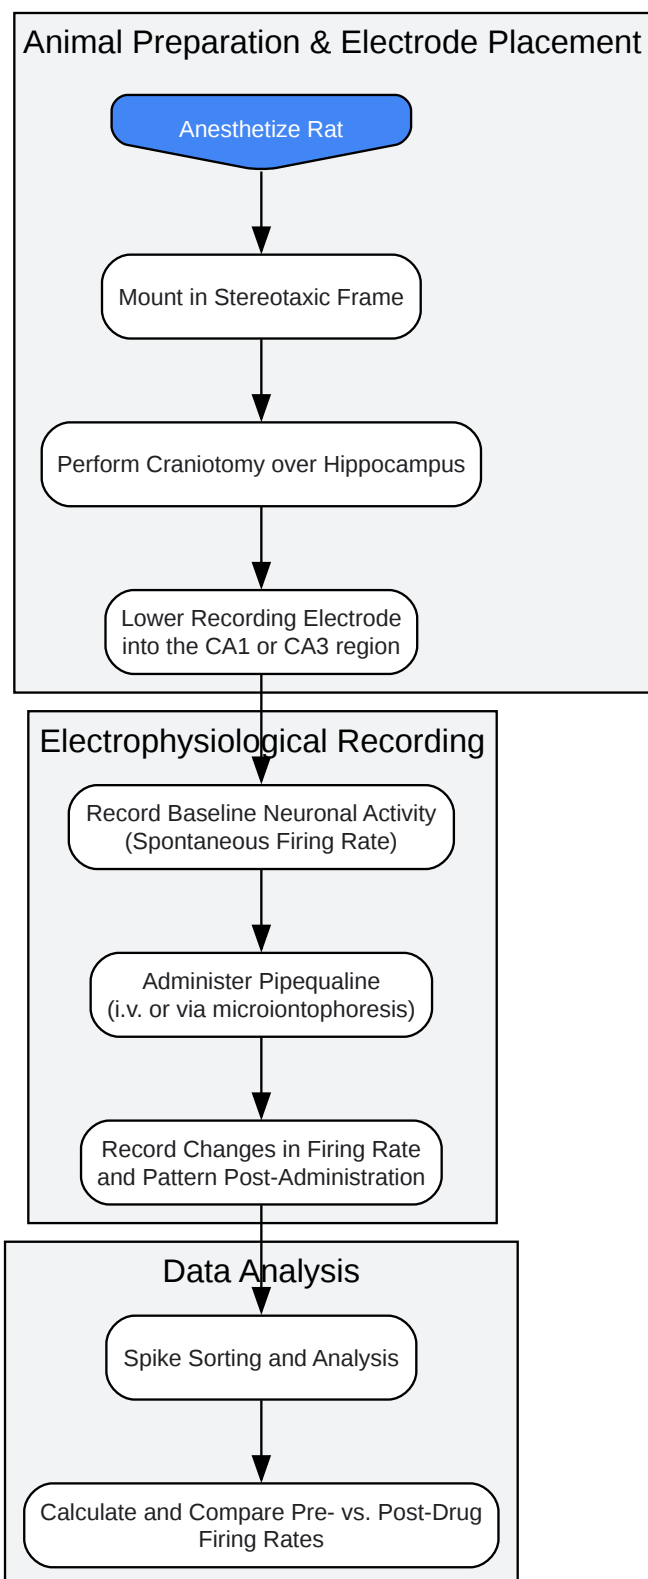 Animal Preparation & Electrode Placement
Anesthetize Rat
Mount in Stereotaxic Frame
Perform Craniotomy over Hippocampus
Lower Recording Electrode
into the CA1 or CA3 region
Electrophysiological Recording
Record Baseline Neuronal Activity
(Spontaneous Firing Rate)
Administer Pipequaline
(i.v. or via microiontophoresis)
Record Changes in Firing Rate
and Pattern Post-Administration
Data Analysis
Spike Sorting and Analysis
Calculate and Compare Pre- vs. Post-Drug
Firing Rates